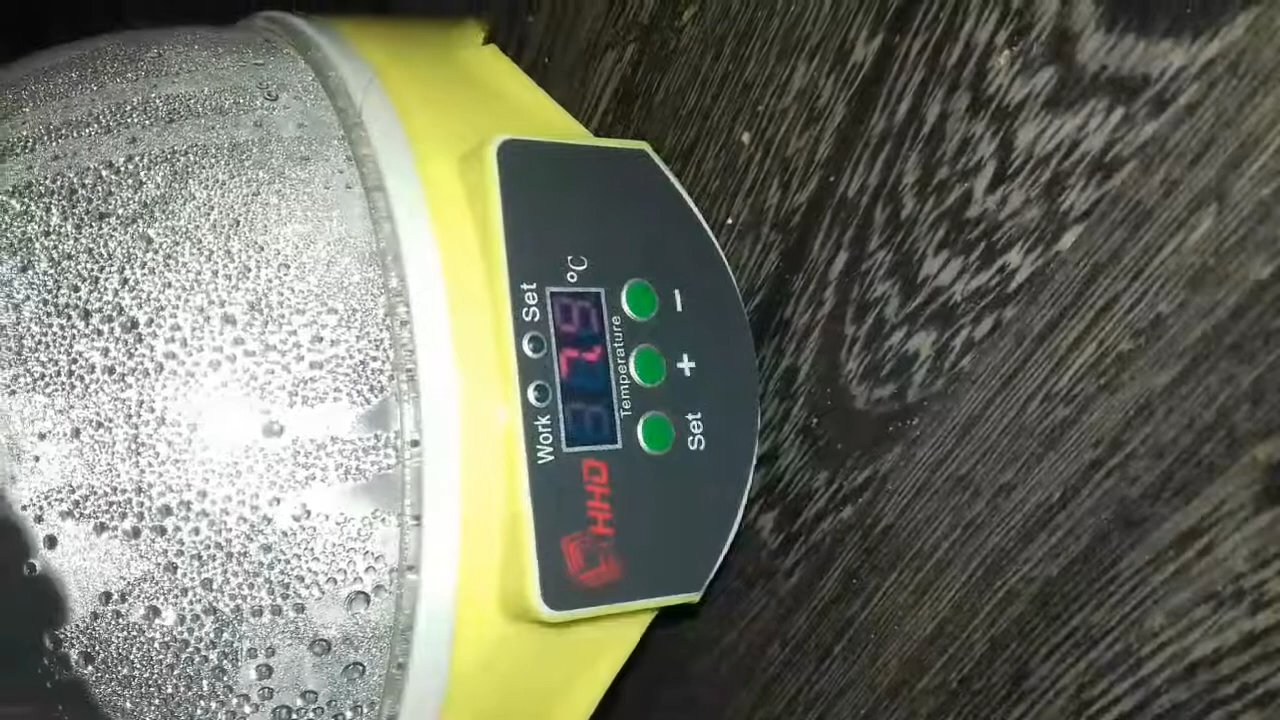 Work Set
37.9 °C
HHD
Temperature
Set + −